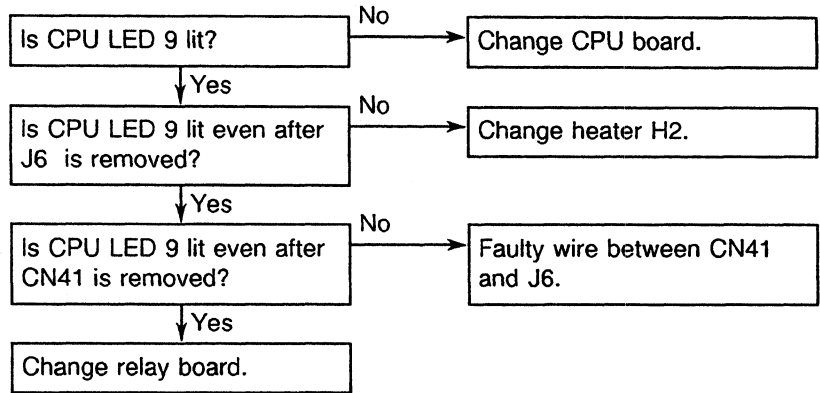 Is CPU LED 9 lit?
No
Change CPU board.
Yes
Is CPU LED 9 lit even after
J6 is removed?
No
Change heater H2.
Yes
Is CPU LED 9 lit even after
CN41 is removed?
No
Faulty wire between CN41
and J6.
Yes
Change relay board.